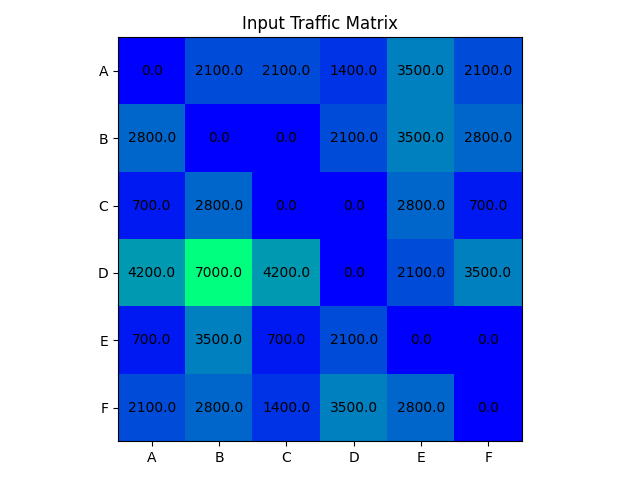 Input Traffic Matrix
A 0.0 2100.0 2100.0 1400.0 3500.0 2100.0
B 2800.0 0.0 0.0 2100.0 3500.0 2800.0
C 700.0 2800.0 0.0 0.0 2800.0 700.0
D 4200.0 7000.0 4200.0 0.0 2100.0 3500.0
E 700.0 3500.0 700.0 2100.0 0.0 0.0
F 2100.0 2800.0 1400.0 3500.0 2800.0 0.0
A B C D E F